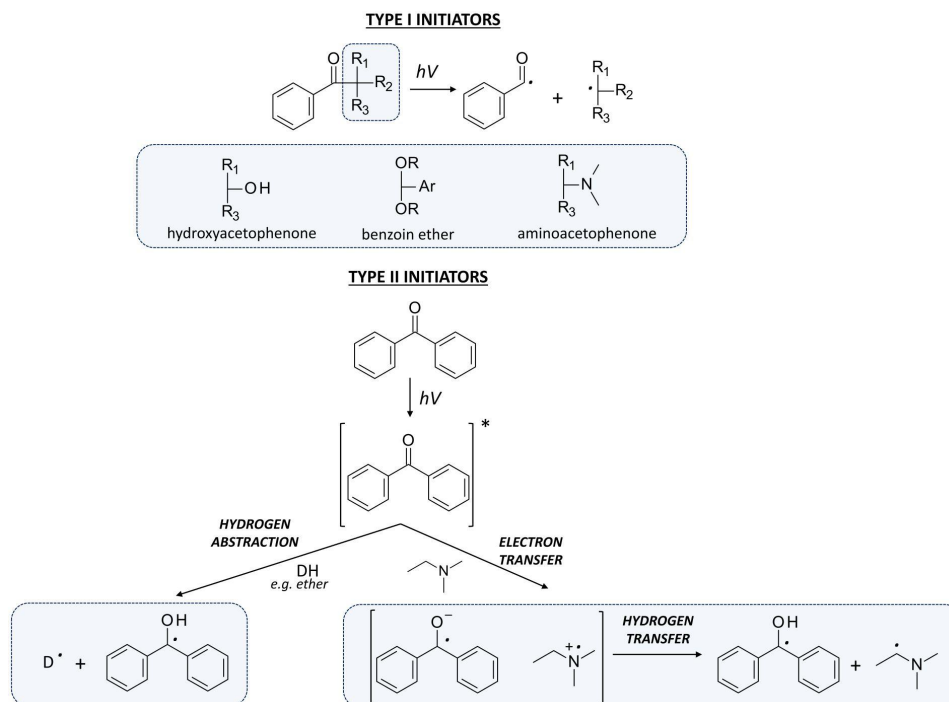 TYPE I INITIATORS
O
R1
R2
R3
hV
O
•
+
R1
•
R2
R3
R1
OH
R3
hydroxyacetophenone
OR
Ar
OR
benzoin ether
R1
N
R3
aminoacetophenone
TYPE II INITIATORS
O
hV
O
*
HYDROGEN
ABSTRACTION
DH
e.g. ether
N
ELECTRON
TRANSFER
D•
+
OH
•
O−
•
+•
N
HYDROGEN
TRANSFER
OH
•
+
•
N